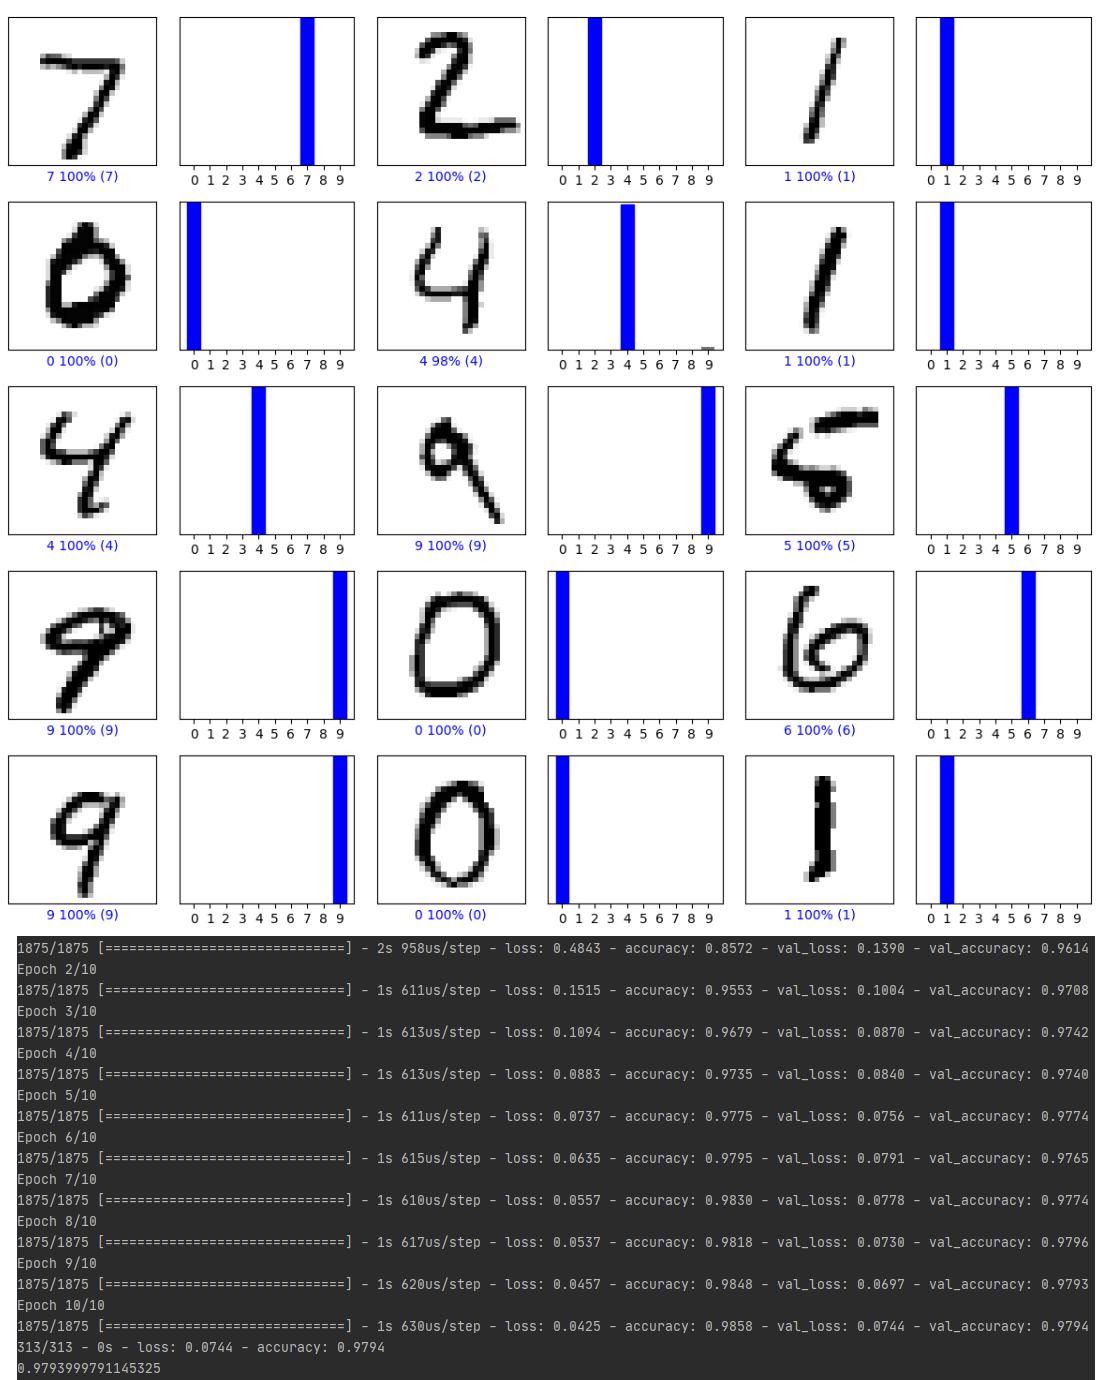 7 2 1
7 100% (7) 0 1 2 3 4 5 6 7 8 9 2 100% (2) 0 1 2 3 4 5 6 7 8 9 1 100% (1) 0 1 2 3 4 5 6 7 8 9
0 4 1
0 100% (0) 0 1 2 3 4 5 6 7 8 9 4 98% (4) 0 1 2 3 4 5 6 7 8 9 1 100% (1) 0 1 2 3 4 5 6 7 8 9
4 9 5
4 100% (4) 0 1 2 3 4 5 6 7 8 9 9 100% (9) 0 1 2 3 4 5 6 7 8 9 5 100% (5) 0 1 2 3 4 5 6 7 8 9
9 0 6
9 100% (9) 0 1 2 3 4 5 6 7 8 9 0 100% (0) 0 1 2 3 4 5 6 7 8 9 6 100% (6) 0 1 2 3 4 5 6 7 8 9
9 0 1
9 100% (9) 0 1 2 3 4 5 6 7 8 9 0 100% (0) 0 1 2 3 4 5 6 7 8 9 1 100% (1) 0 1 2 3 4 5 6 7 8 9
1875/1875 [==============================] - 2s 958us/step - loss: 0.4843 - accuracy: 0.8572 - val_loss: 0.1390 - val_accuracy: 0.9614
Epoch 2/10
1875/1875 [==============================] - 1s 611us/step - loss: 0.1515 - accuracy: 0.9553 - val_loss: 0.1004 - val_accuracy: 0.9708
Epoch 3/10
1875/1875 [==============================] - 1s 613us/step - loss: 0.1094 - accuracy: 0.9679 - val_loss: 0.0870 - val_accuracy: 0.9742
Epoch 4/10
1875/1875 [==============================] - 1s 613us/step - loss: 0.0883 - accuracy: 0.9735 - val_loss: 0.0840 - val_accuracy: 0.9740
Epoch 5/10
1875/1875 [==============================] - 1s 611us/step - loss: 0.0737 - accuracy: 0.9775 - val_loss: 0.0756 - val_accuracy: 0.9774
Epoch 6/10
1875/1875 [==============================] - 1s 615us/step - loss: 0.0635 - accuracy: 0.9795 - val_loss: 0.0791 - val_accuracy: 0.9765
Epoch 7/10
1875/1875 [==============================] - 1s 610us/step - loss: 0.0557 - accuracy: 0.9830 - val_loss: 0.0778 - val_accuracy: 0.9774
Epoch 8/10
1875/1875 [==============================] - 1s 617us/step - loss: 0.0537 - accuracy: 0.9818 - val_loss: 0.0730 - val_accuracy: 0.9796
Epoch 9/10
1875/1875 [==============================] - 1s 620us/step - loss: 0.0457 - accuracy: 0.9848 - val_loss: 0.0697 - val_accuracy: 0.9793
Epoch 10/10
1875/1875 [==============================] - 1s 630us/step - loss: 0.0425 - accuracy: 0.9858 - val_loss: 0.0744 - val_accuracy: 0.9794
313/313 - 0s - loss: 0.0744 - accuracy: 0.9794
0.9793999791145325